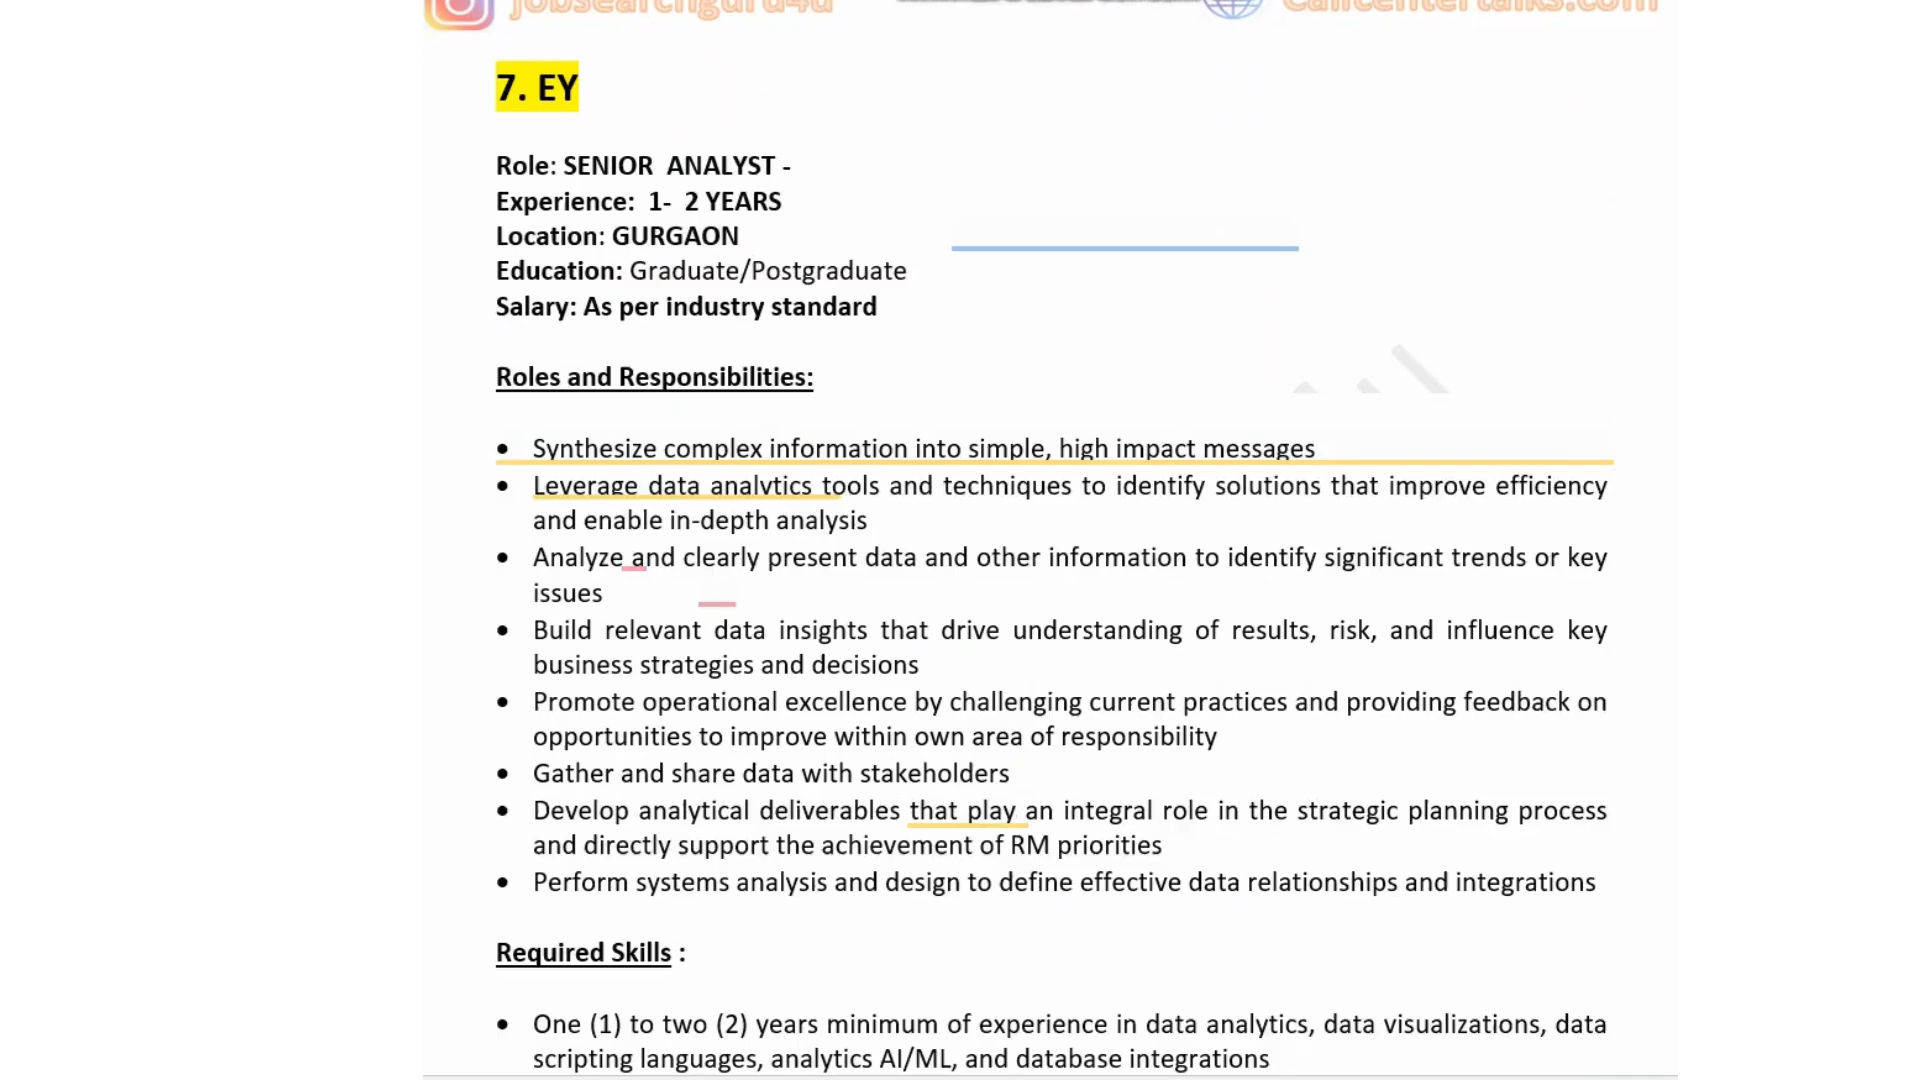 jobsearchguru4u
Callcentertalks.com
7. EY
Role: SENIOR ANALYST -
Experience: 1- 2 YEARS
Location: GURGAON
Education: Graduate/Postgraduate
Salary: As per industry standard
Roles and Responsibilities:
• Synthesize complex information into simple, high impact messages
• Leverage data analytics tools and techniques to identify solutions that improve efficiency
and enable in-depth analysis
• Analyze and clearly present data and other information to identify significant trends or key
issues
• Build relevant data insights that drive understanding of results, risk, and influence key
business strategies and decisions
• Promote operational excellence by challenging current practices and providing feedback on
opportunities to improve within own area of responsibility
• Gather and share data with stakeholders
• Develop analytical deliverables that play an integral role in the strategic planning process
and directly support the achievement of RM priorities
• Perform systems analysis and design to define effective data relationships and integrations
Required Skills :
• One (1) to two (2) years minimum of experience in data analytics, data visualizations, data
scripting languages, analytics AI/ML, and database integrations